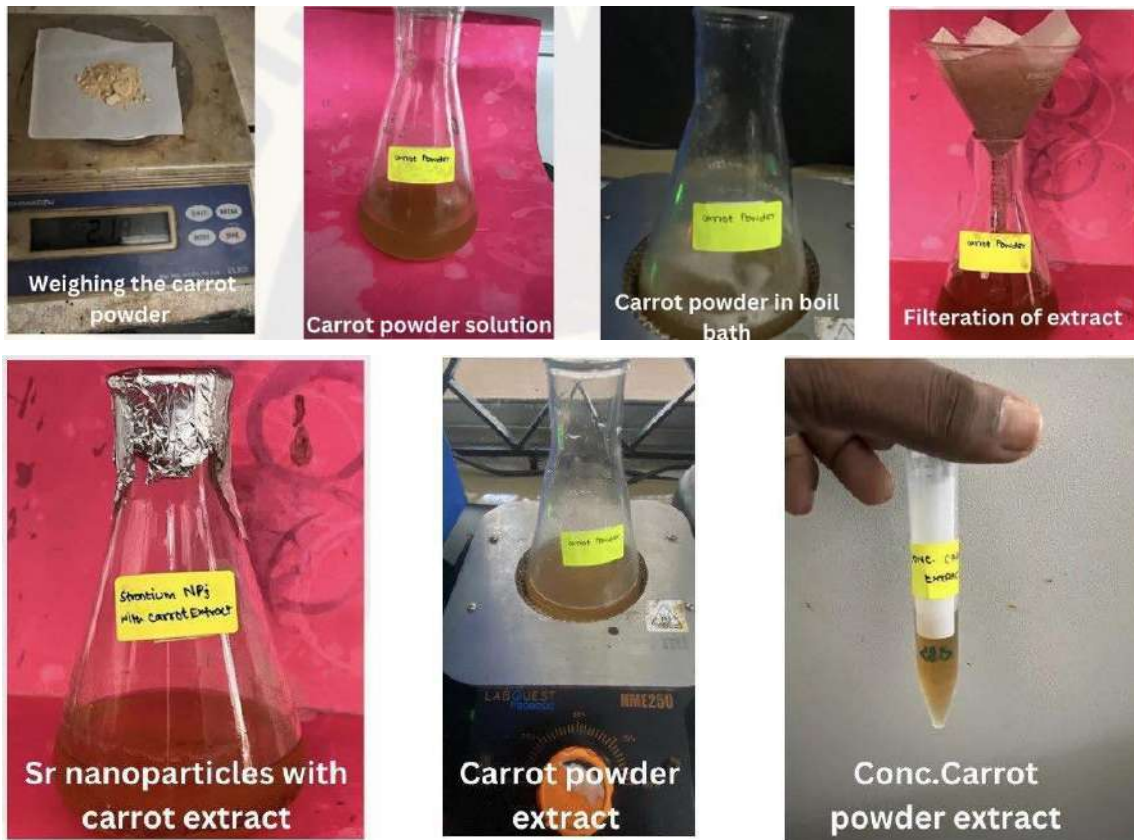 Weighing the carrot
powder
Carrot Powder
Carrot powder solution
Carrot Powder
Carrot powder in boil
bath
Carrot Powder
Filteration of extract
Strontium NPs
With Carrot Extract
Sr nanoparticles with
carrot extract
Carrot Powder
LABQUEST
HME250
Carrot powder
extract
EXTRACT
Conc.Carrot
powder extract